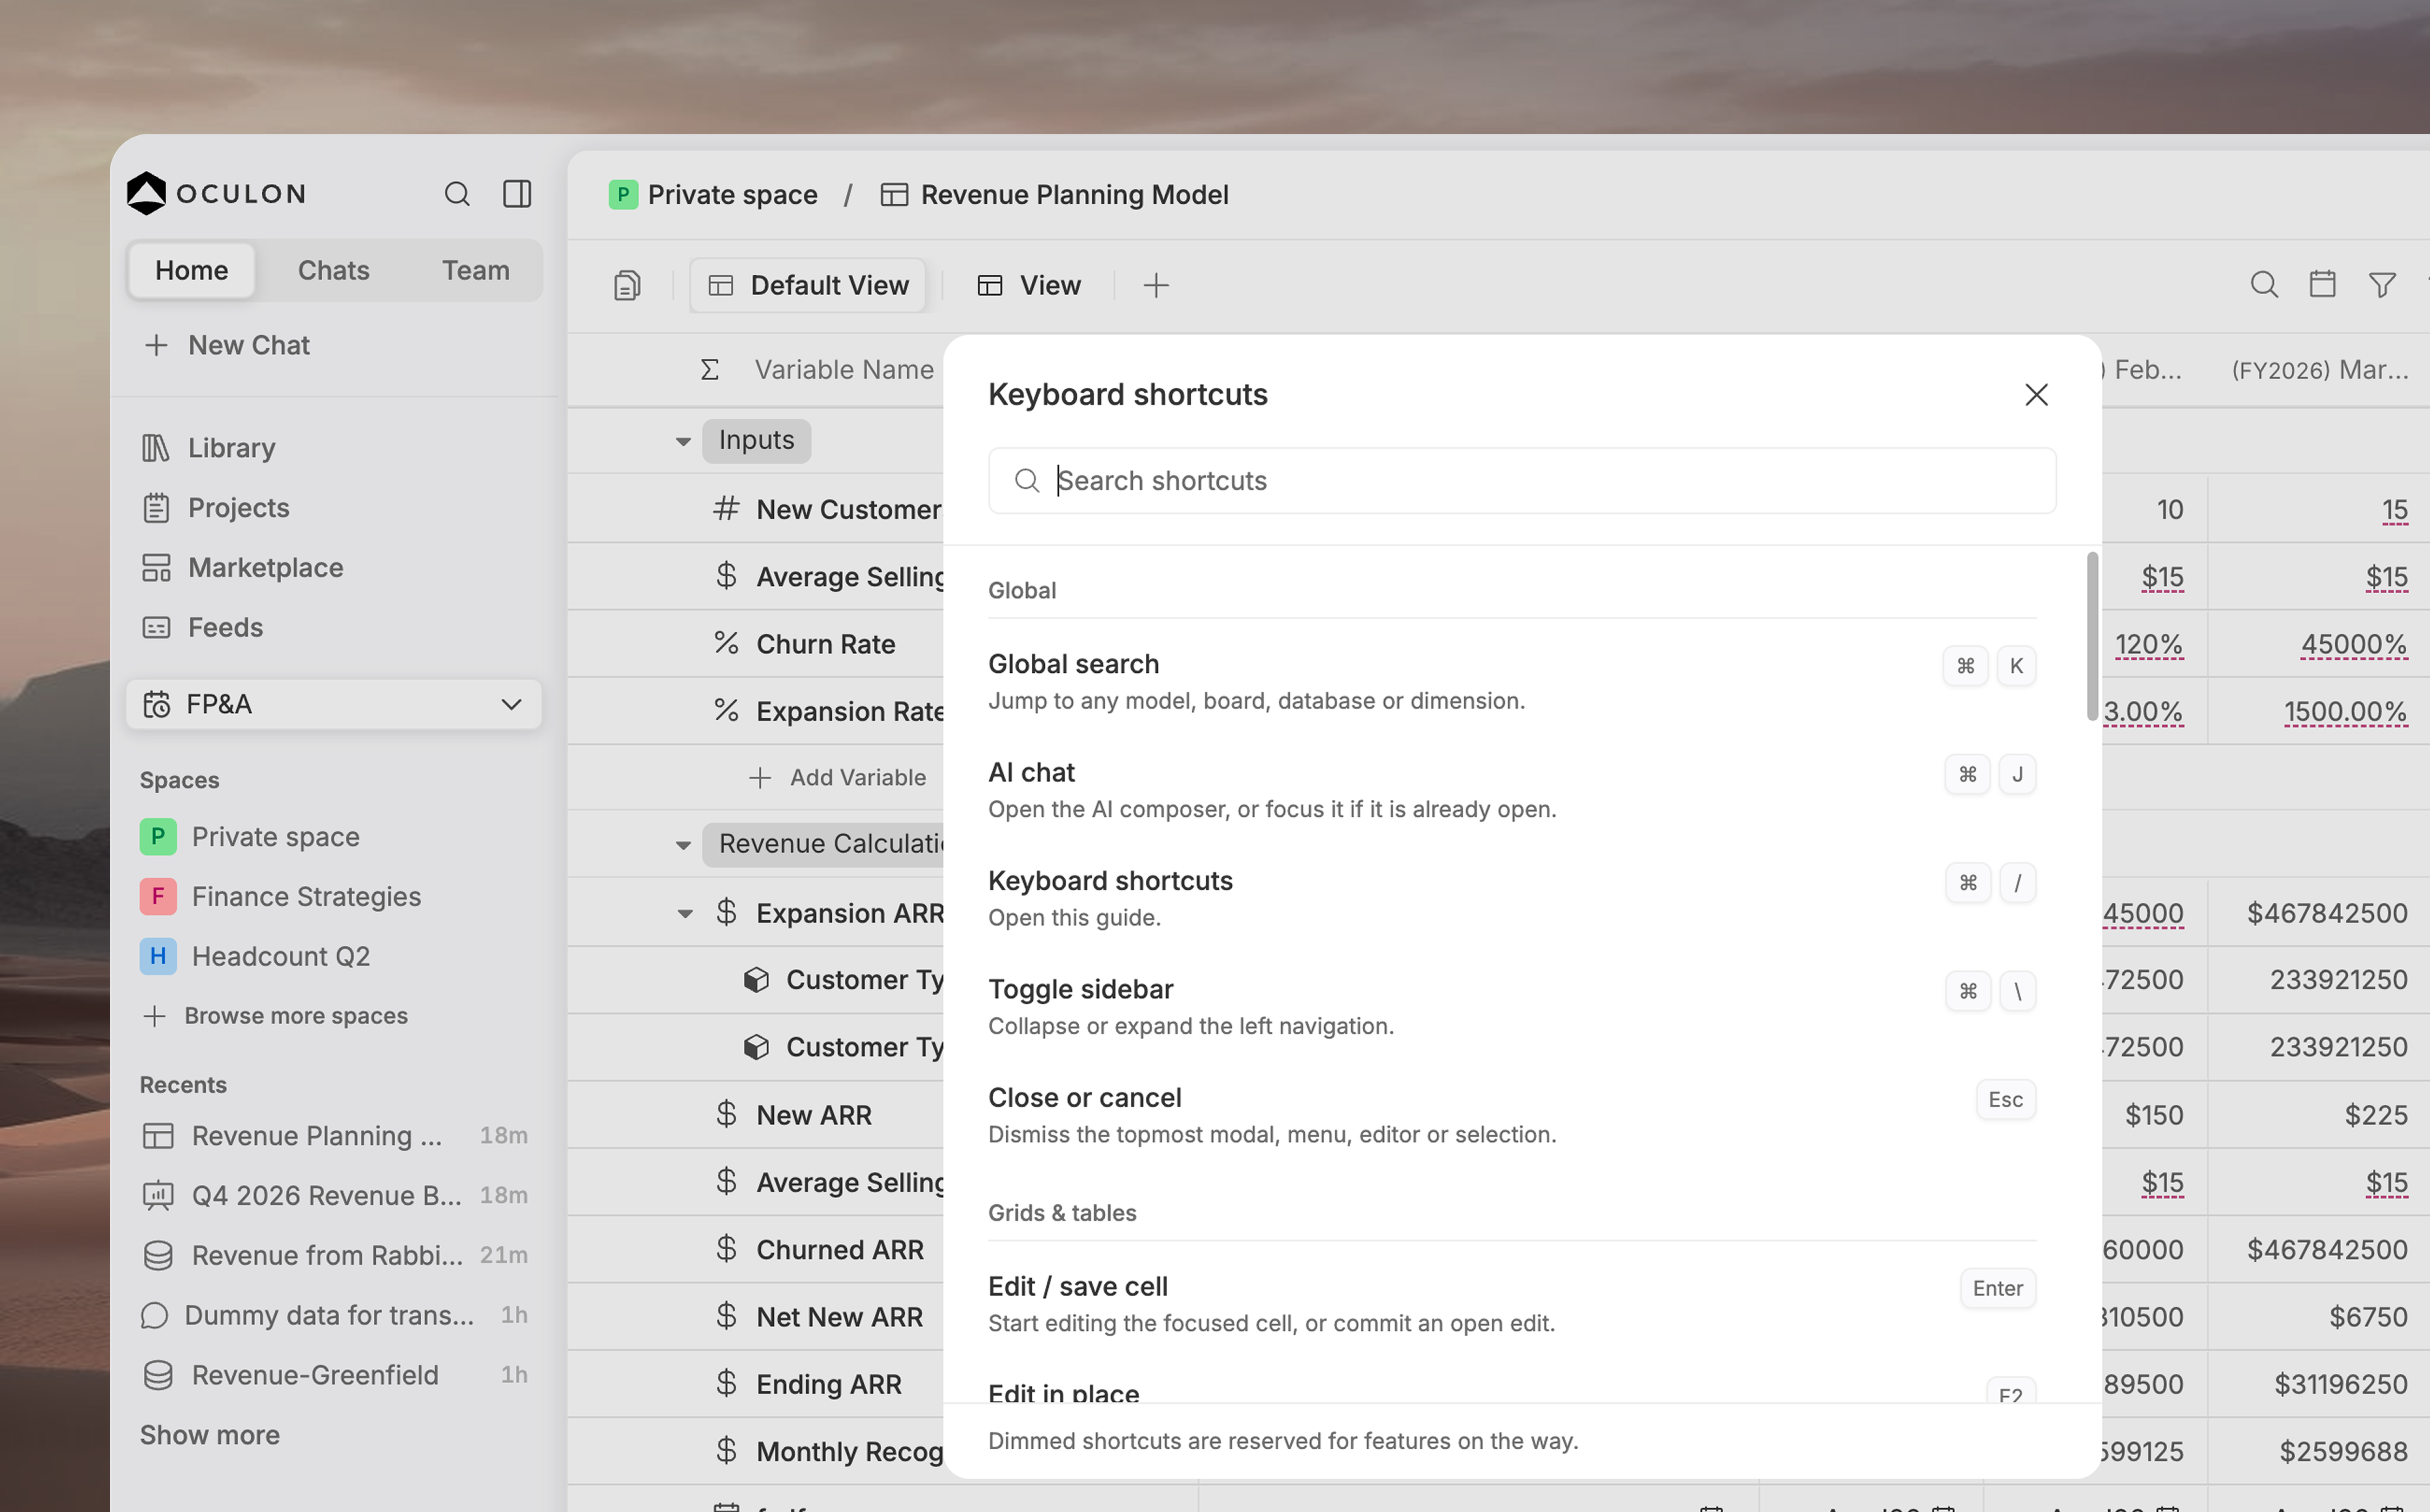 OCULON
Home
Chats
Team
New Chat
Library
Projects
Marketplace
Feeds
FP&A
Spaces
P Private space
F Finance Strategies
H Headcount Q2
Browse more spaces
Recents
Revenue Planning ... 18m
Q4 2026 Revenue B... 18m
Revenue from Rabbi... 21m
Dummy data for trans... 1h
Revenue-Greenfield 1h
Show more
P Private space / Revenue Planning Model
Default View
View
Σ Variable Name
Feb...
(FY2026) Mar...
Inputs
# New Customer
10
15
$ Average Selling
$15
$15
% Churn Rate
120%
45000%
% Expansion Rate
3.00%
1500.00%
Add Variable
Revenue Calculati
$ Expansion ARR
45000
$467842500
Customer Ty
72500
233921250
Customer Ty
72500
233921250
$ New ARR
$150
$225
$ Average Selling
$15
$15
$ Churned ARR
60000
$467842500
$ Net New ARR
310500
$6750
$ Ending ARR
89500
$31196250
$ Monthly Recog
599125
$2599688
Keyboard shortcuts
Search shortcuts
Global
Global search
⌘ K
Jump to any model, board, database or dimension.
AI chat
⌘ J
Open the AI composer, or focus it if it is already open.
Keyboard shortcuts
⌘ /
Open this guide.
Toggle sidebar
⌘ \
Collapse or expand the left navigation.
Close or cancel
Esc
Dismiss the topmost modal, menu, editor or selection.
Grids & tables
Edit / save cell
Enter
Start editing the focused cell, or commit an open edit.
Edit in place
F2
Dimmed shortcuts are reserved for features on the way.